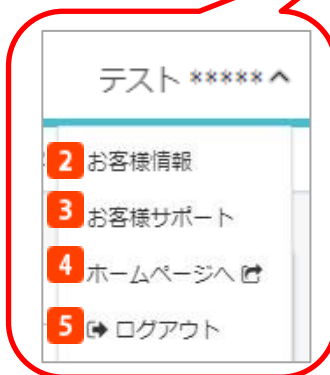 テスト *****
2 お客様情報
3 お客様サポート
4 ホームページへ
5 ログアウト